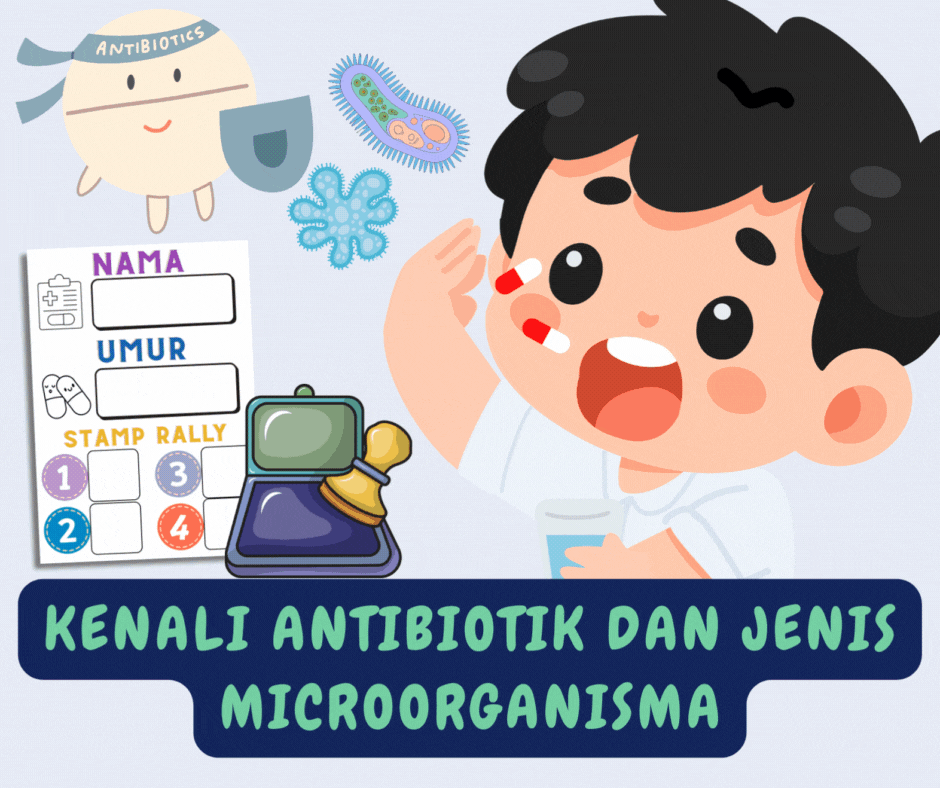 ANTIBIOTICS
NAMA
UMUR
STAMP RALLY
1
3
2
4
KENALI ANTIBIOTIK DAN JENIS
MICROORGANISMA